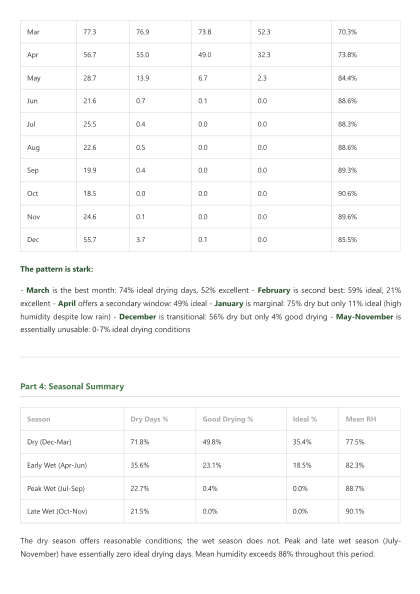 Mar 77.3 76.9 73.8 52.3 70.3%
Apr 56.7 55.0 49.0 32.3 73.8%
May 28.7 13.9 6.7 2.3 84.4%
Jun 21.6 0.7 0.1 0.0 88.6%
Jul 25.5 0.4 0.0 0.0 88.3%
Aug 22.6 0.5 0.0 0.0 88.6%
Sep 19.9 0.4 0.0 0.0 89.3%
Oct 18.5 0.0 0.0 0.0 90.6%
Nov 24.6 0.1 0.0 0.0 89.6%
Dec 55.7 3.7 0.1 0.0 85.5%
The pattern is stark:
- March is the best month: 74% ideal drying days, 52% excellent - February is second best: 59% ideal, 21%
excellent - April offers a secondary window: 49% ideal - January is marginal: 75% dry but only 11% ideal (high
humidity despite low rain) - December is transitional: 56% dry but only 4% good drying - May-November is
essentially unusable: 0-7% ideal drying conditions
Part 4: Seasonal Summary
Season Dry Days % Good Drying % Ideal % Mean RH
Dry (Dec-Mar) 71.8% 49.8% 35.4% 77.5%
Early Wet (Apr-Jun) 35.6% 23.1% 18.5% 82.3%
Peak Wet (Jul-Sep) 22.7% 0.4% 0.0% 88.7%
Late Wet (Oct-Nov) 21.5% 0.0% 0.0% 90.1%
The dry season offers reasonable conditions; the wet season does not. Peak and late wet season (July-
November) have essentially zero ideal drying days. Mean humidity exceeds 88% throughout this period.